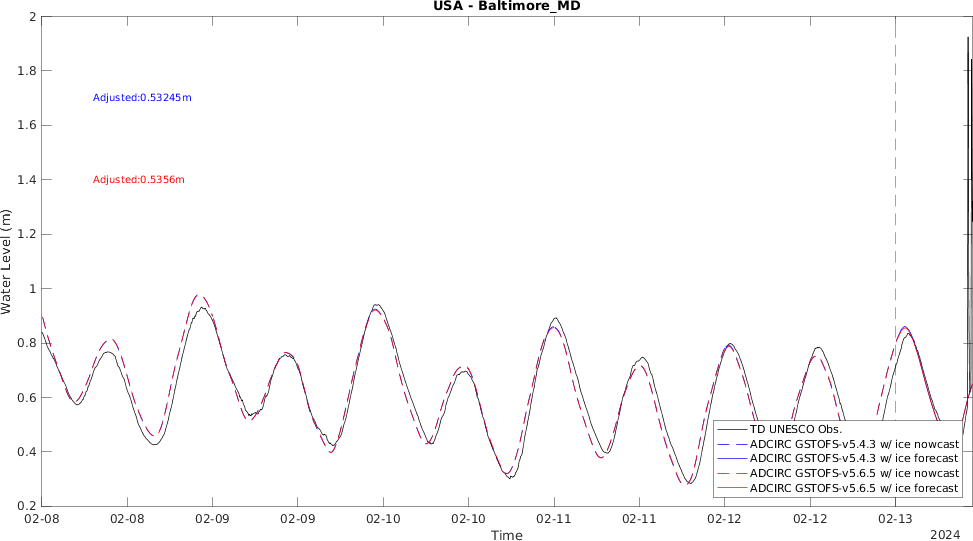 USA - Baltimore_MD
2
1.8
Adjusted:0.53245m
1.6
1.4
Adjusted:0.5356m
1.2
Water Level (m)
1
0.8
0.6
0.4
0.2
TD UNESCO Obs.
ADCIRC GSTOFS-v5.4.3 w/ ice nowcast
ADCIRC GSTOFS-v5.4.3 w/ ice forecast
ADCIRC GSTOFS-v5.6.5 w/ ice nowcast
ADCIRC GSTOFS-v5.6.5 w/ ice forecast
02-08 02-08 02-09 02-09 02-10 02-10 02-11 02-11 02-12 02-12 02-13
Time
2024